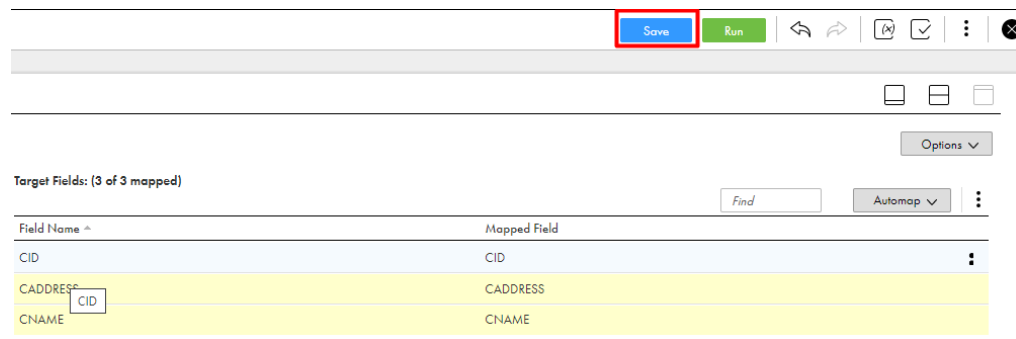 Save Run (x)
Options
Target Fields: (3 of 3 mapped)
Find Automap
Field Name Mapped Field
CID CID
CADDRESS CADDRESS
CID
CNAME CNAME